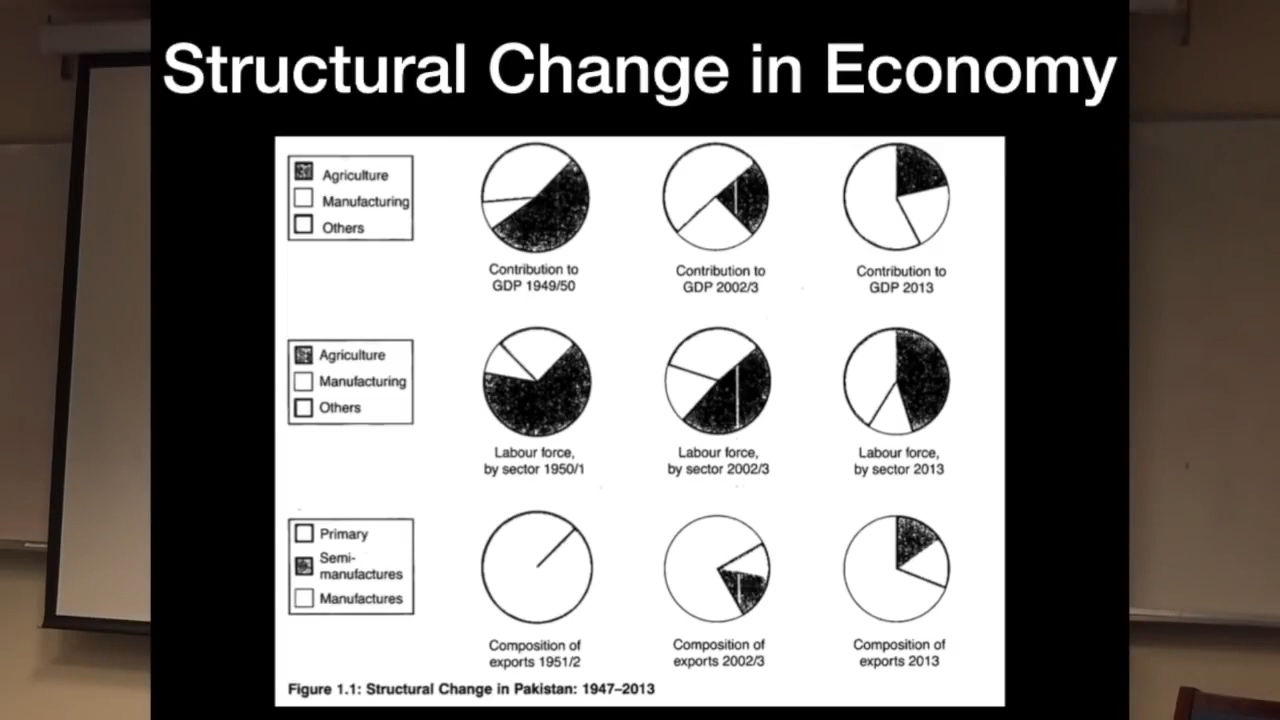 Structural Change in Economy
Agriculture
Manufacturing
Others
Contribution to
GDP 1949/50
Contribution to
GDP 2002/3
Contribution to
GDP 2013
Agriculture
Manufacturing
Others
Labour force,
by sector 1950/1
Labour force,
by sector 2002/3
Labour force,
by sector 2013
Primary
Semi-
manufactures
Manufactures
Composition of
exports 1951/2
Composition of
exports 2002/3
Composition of
exports 2013
Figure 1.1: Structural Change in Pakistan: 1947–2013